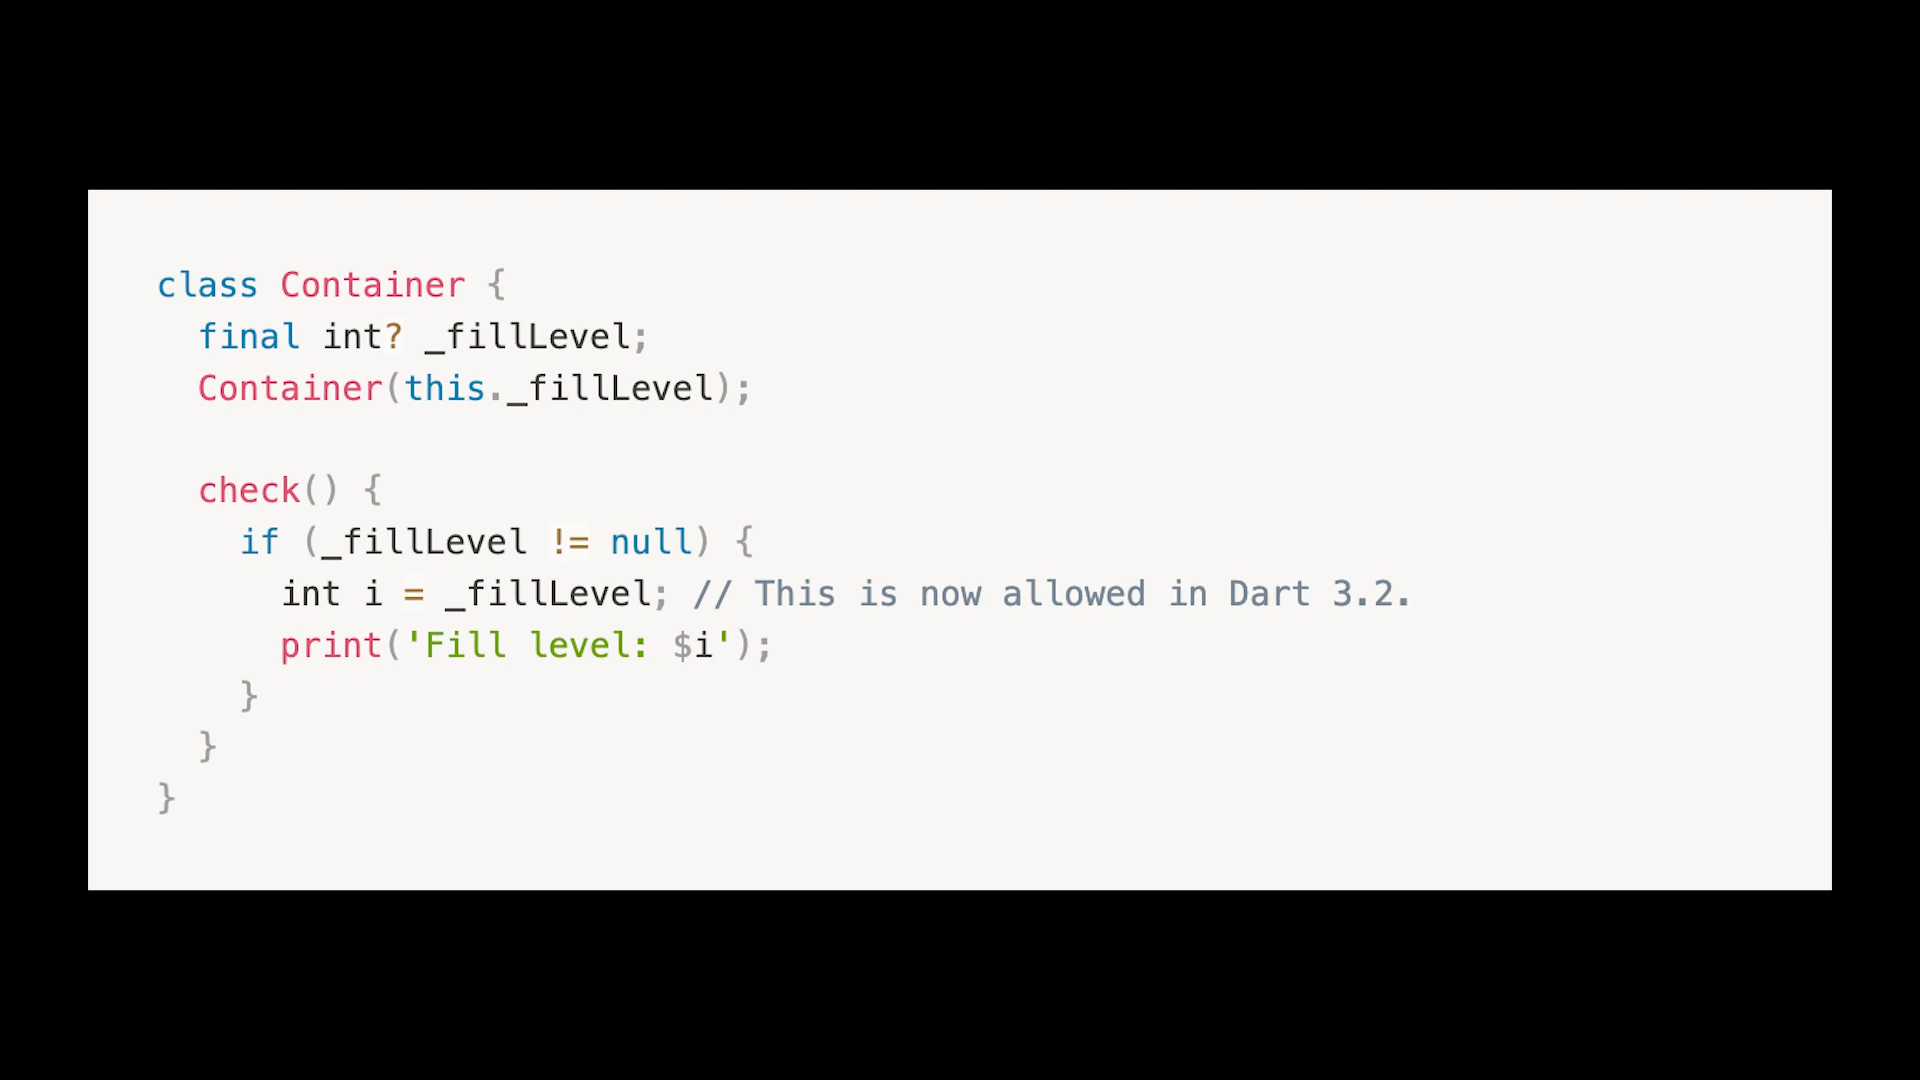 class Container {
  final int? _fillLevel;
  Container(this._fillLevel);

  check() {
    if (_fillLevel != null) {
      int i = _fillLevel; // This is now allowed in Dart 3.2.
      print('Fill level: $i');
    }
  }
}